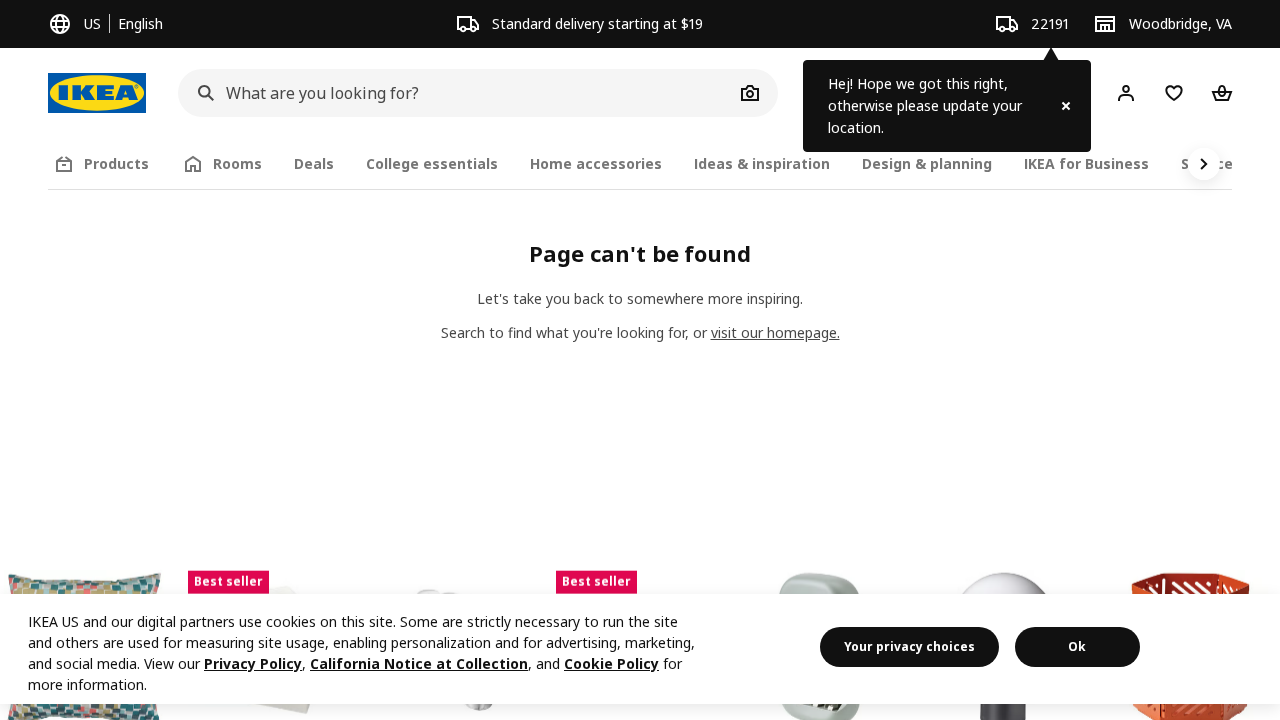 US English
Standard delivery starting at $19
22191
Woodbridge, VA
IKEA
What are you looking for?
Hej! Hope we got this right,
otherwise please update your
location.
Products
Rooms
Deals
College essentials
Home accessories
Ideas & inspiration
Design & planning
IKEA for Business
Page can't be found
Let's take you back to somewhere more inspiring.
Search to find what you're looking for, or visit our homepage.
Best seller
Best seller
IKEA US and our digital partners use cookies on this site. Some are strictly necessary to run the site
and others are used for measuring site usage, enabling personalization and for advertising, marketing,
and social media. View our Privacy Policy, California Notice at Collection, and Cookie Policy for
more information.
Your privacy choices
Ok